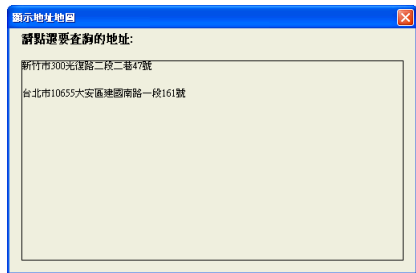 顯示地址地圖
請點選要查詢的地址:
新竹市300光復路二段二巷47號
台北市10655大安區建國南路一段161號